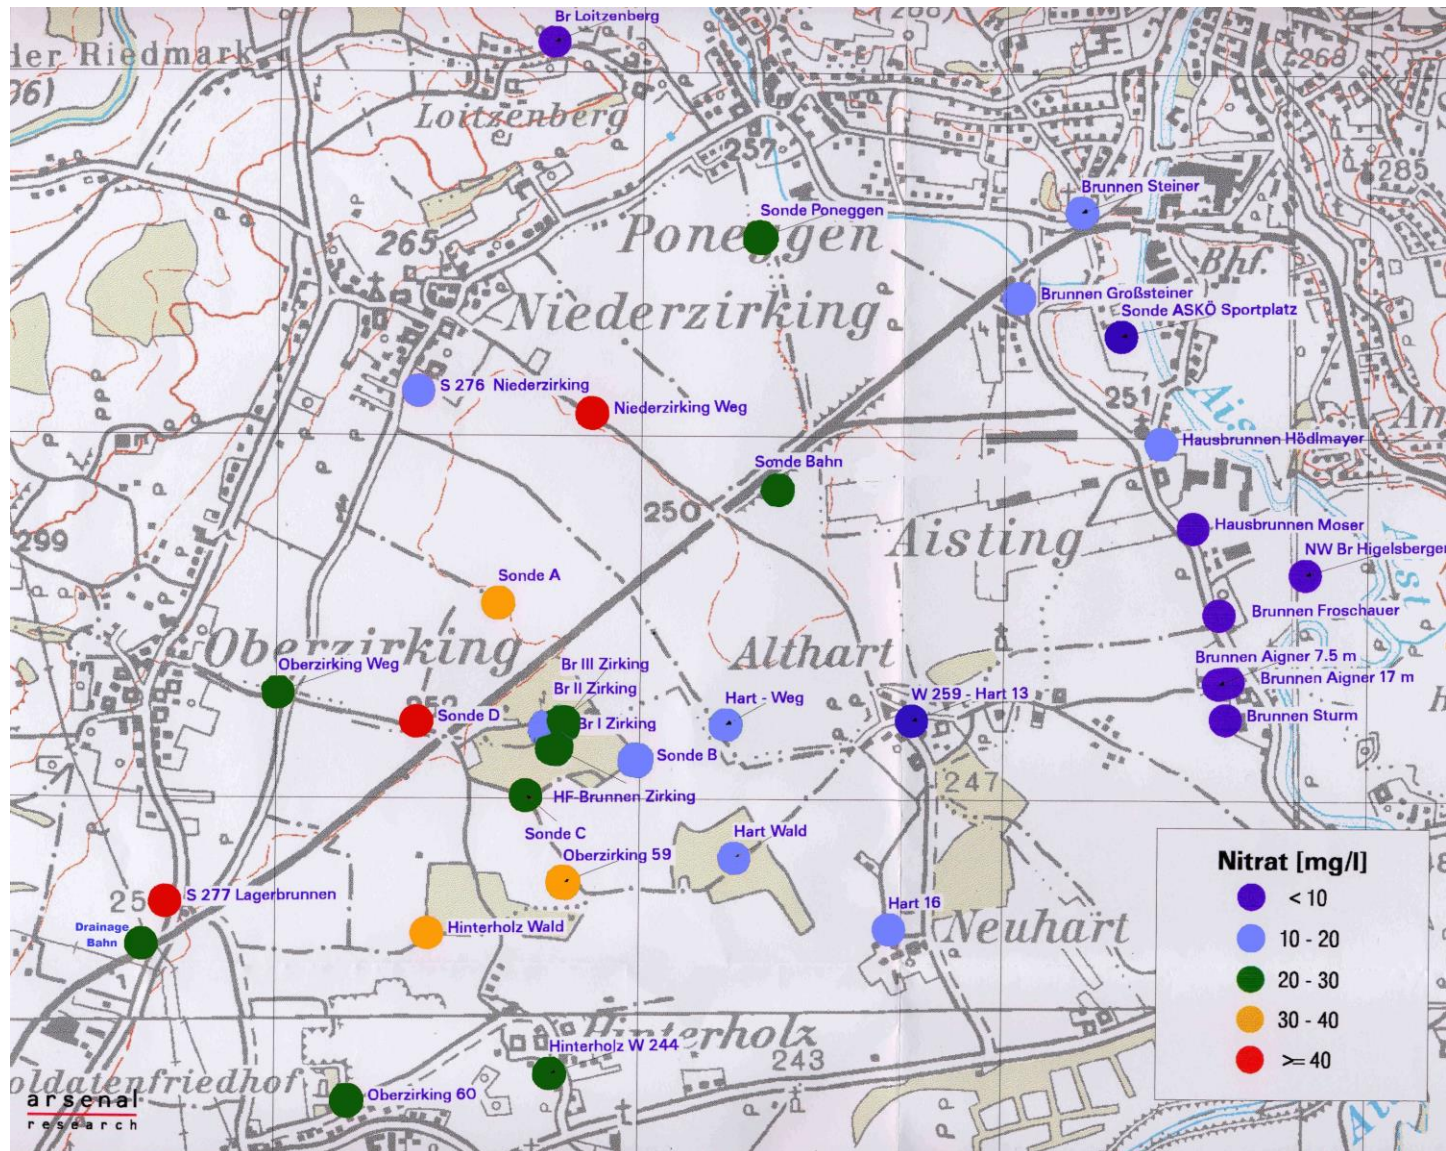 Br Loitzenberg
der Riedmark
Loitzenberg
268
257
285
Brunnen Steiner
Sonde Poneggen
Poneggen
265
Bhf.
Brunnen Großsteiner
Niederzirking
Sonde ASKÖ Sportplatz
S 276 Niederzirking
Niederzirking Weg
251
Hausbrunnen Hödlmayer
Sonde Bahn
250
Aisting
Hausbrunnen Moser
299
NW Br Higelsberger
Aist
Sonde A
Brunnen Froschauer
Oberzirking
Oberzirking Weg
Br III Zirking
Althart
Brunnen Aigner 7.5 m
Br II Zirking
Brunnen Aigner 17 m
Sonde D
Br I Zirking
Hart - Weg
W 259 - Hart 13
Brunnen Sturm
Sonde B
247
HF-Brunnen Zirking
Sonde C
Hart Wald
Oberzirking 59
Nitrat [mg/l]
S 277 Lagerbrunnen
< 10
25
Hart 16
Drainage
Bahn
Hinterholz Wald
Neuhart
10 - 20
20 - 30
30 - 40
Hinterholz
Hinterholz W 244
243
>= 40
oldatenfriedhof
Oberzirking 60
arsenal
research